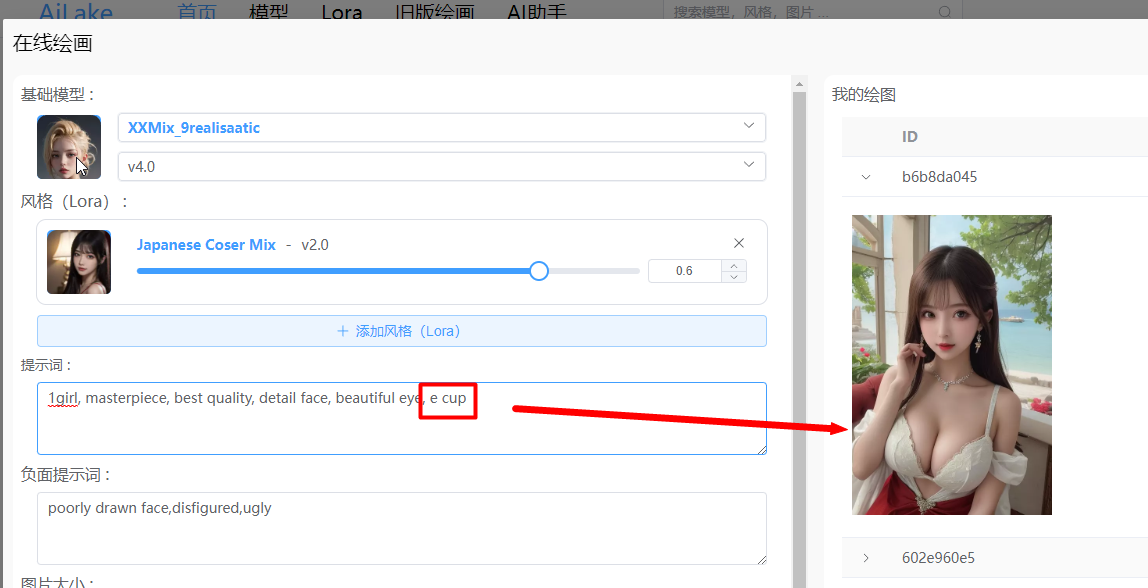 AiLake 首页 模型 Lora 旧版绘画 AI助手 搜索模型，风格，图片 ...
在线绘画
基础模型：
XXMix_9realisaatic
v4.0
风格（Lora）：
Japanese Coser Mix - v2.0
0.6
添加风格（Lora）
提示词：
1girl, masterpiece, best quality, detail face, beautiful eye, e cup
负面提示词：
poorly drawn face,disfigured,ugly
图片大小：
我的绘图
ID
b6b8da045
602e960e5